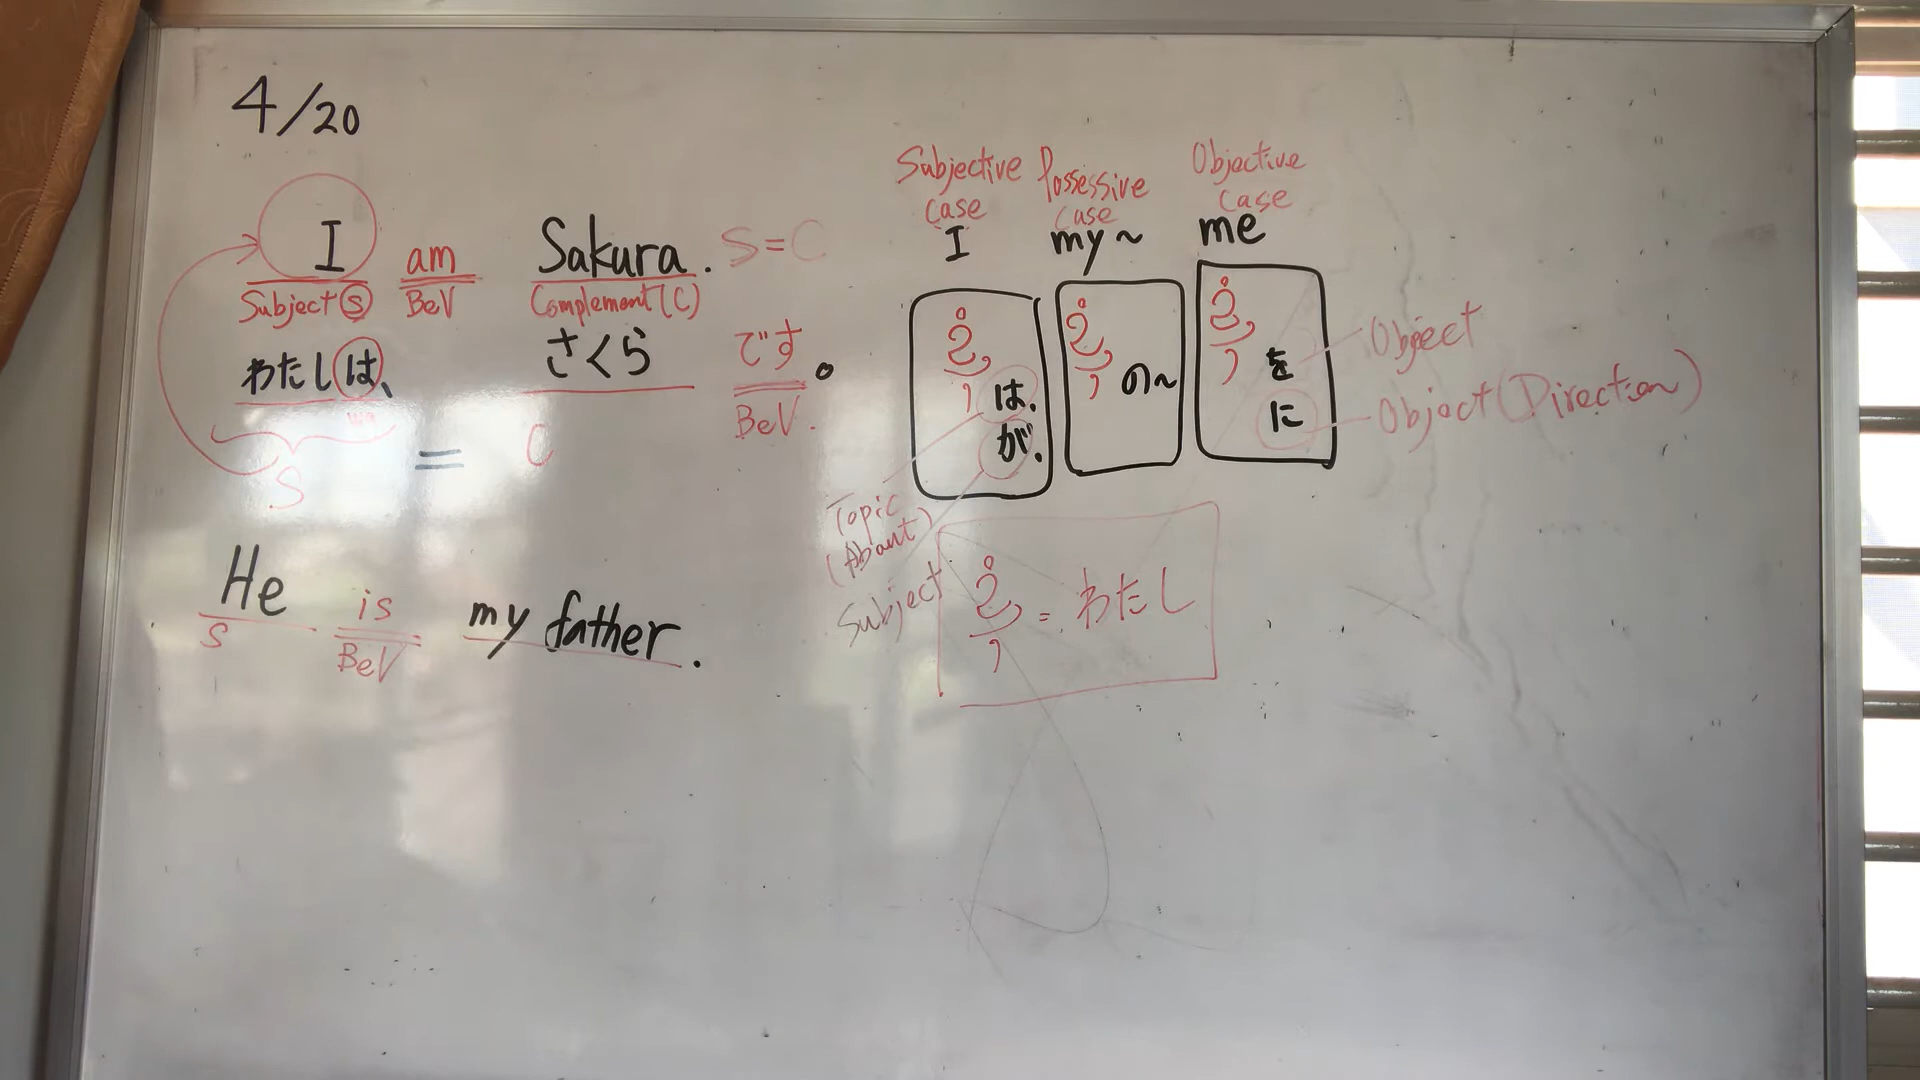 4/20
I am Sakura. S=C
Subject(S) BeV Complement(C)
わたしは、 さくら です。
wa BeV.
S = C
He is my father.
S BeV
Subjective case Possessive case Objective case
I my~ me
は、 の~ を Object
が、 に Object(Direction)
Topic
(About)
Subject
= わたし